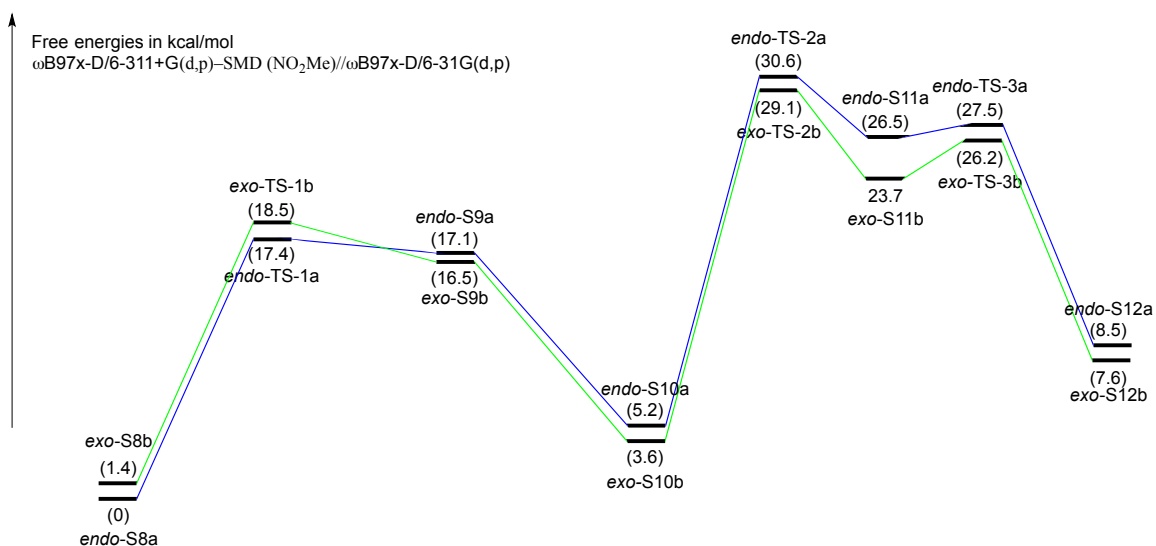 Free energies in kcal/mol
ωB97x-D/6-311+G(d,p)–SMD (NO₂Me)//ωB97x-D/6-31G(d,p)
exo-S8b
(1.4)
(0)
endo-S8a
exo-TS-1b
(18.5)
(17.4)
endo-TS-1a
endo-S9a
(17.1)
(16.5)
exo-S9b
endo-S10a
(5.2)
(3.6)
exo-S10b
endo-TS-2a
(30.6)
(29.1)
exo-TS-2b
endo-S11a
(26.5)
23.7
exo-S11b
endo-TS-3a
(27.5)
(26.2)
exo-TS-3b
endo-S12a
(8.5)
(7.6)
exo-S12b